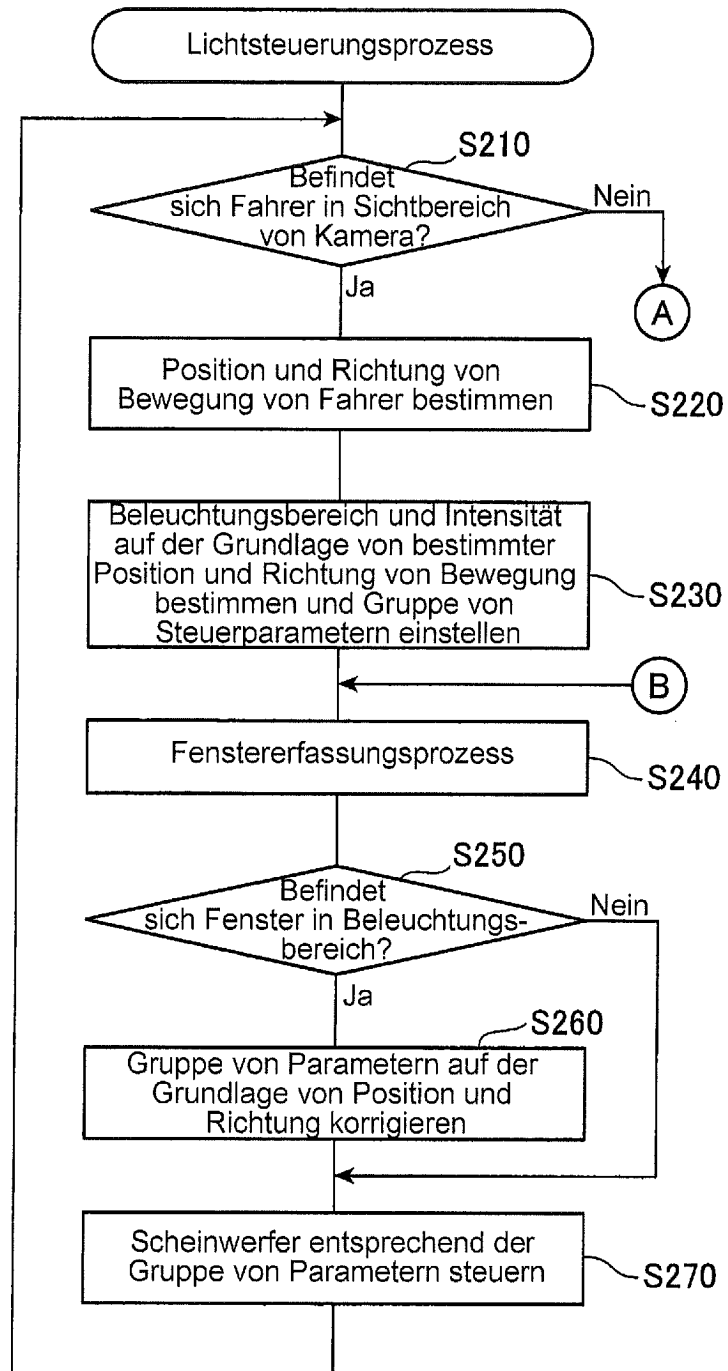 Lichtsteuerungsprozess
S210
Befindet
sich Fahrer in Sichtbereich
von Kamera?
Nein
Ja
A
Position und Richtung von
Bewegung von Fahrer bestimmen
S220
Beleuchtungsbereich und Intensität
auf der Grundlage von bestimmter
Position und Richtung von Bewegung
bestimmen und Gruppe von
Steuerparametern einstellen
S230
B
Fenstererfassungsprozess
S240
S250
Befindet
sich Fenster in Beleuchtungs-
bereich?
Nein
Ja
S260
Gruppe von Parametern auf der
Grundlage von Position und
Richtung korrigieren
Scheinwerfer entsprechend der
Gruppe von Parametern steuern
S270